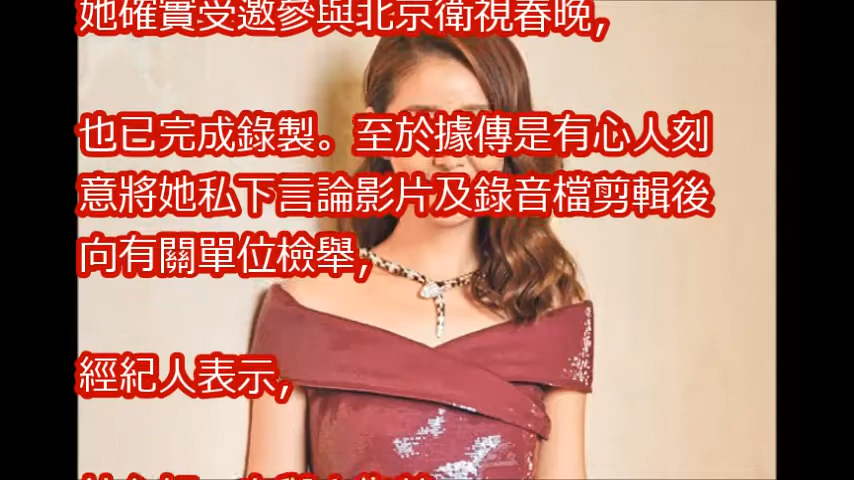 她確實受邀參與北京衛視春晚,
也已完成錄製。至於據傳是有心人刻
意將她私下言論影片及錄音檔剪輯後
向有關單位檢舉,
經紀人表示,